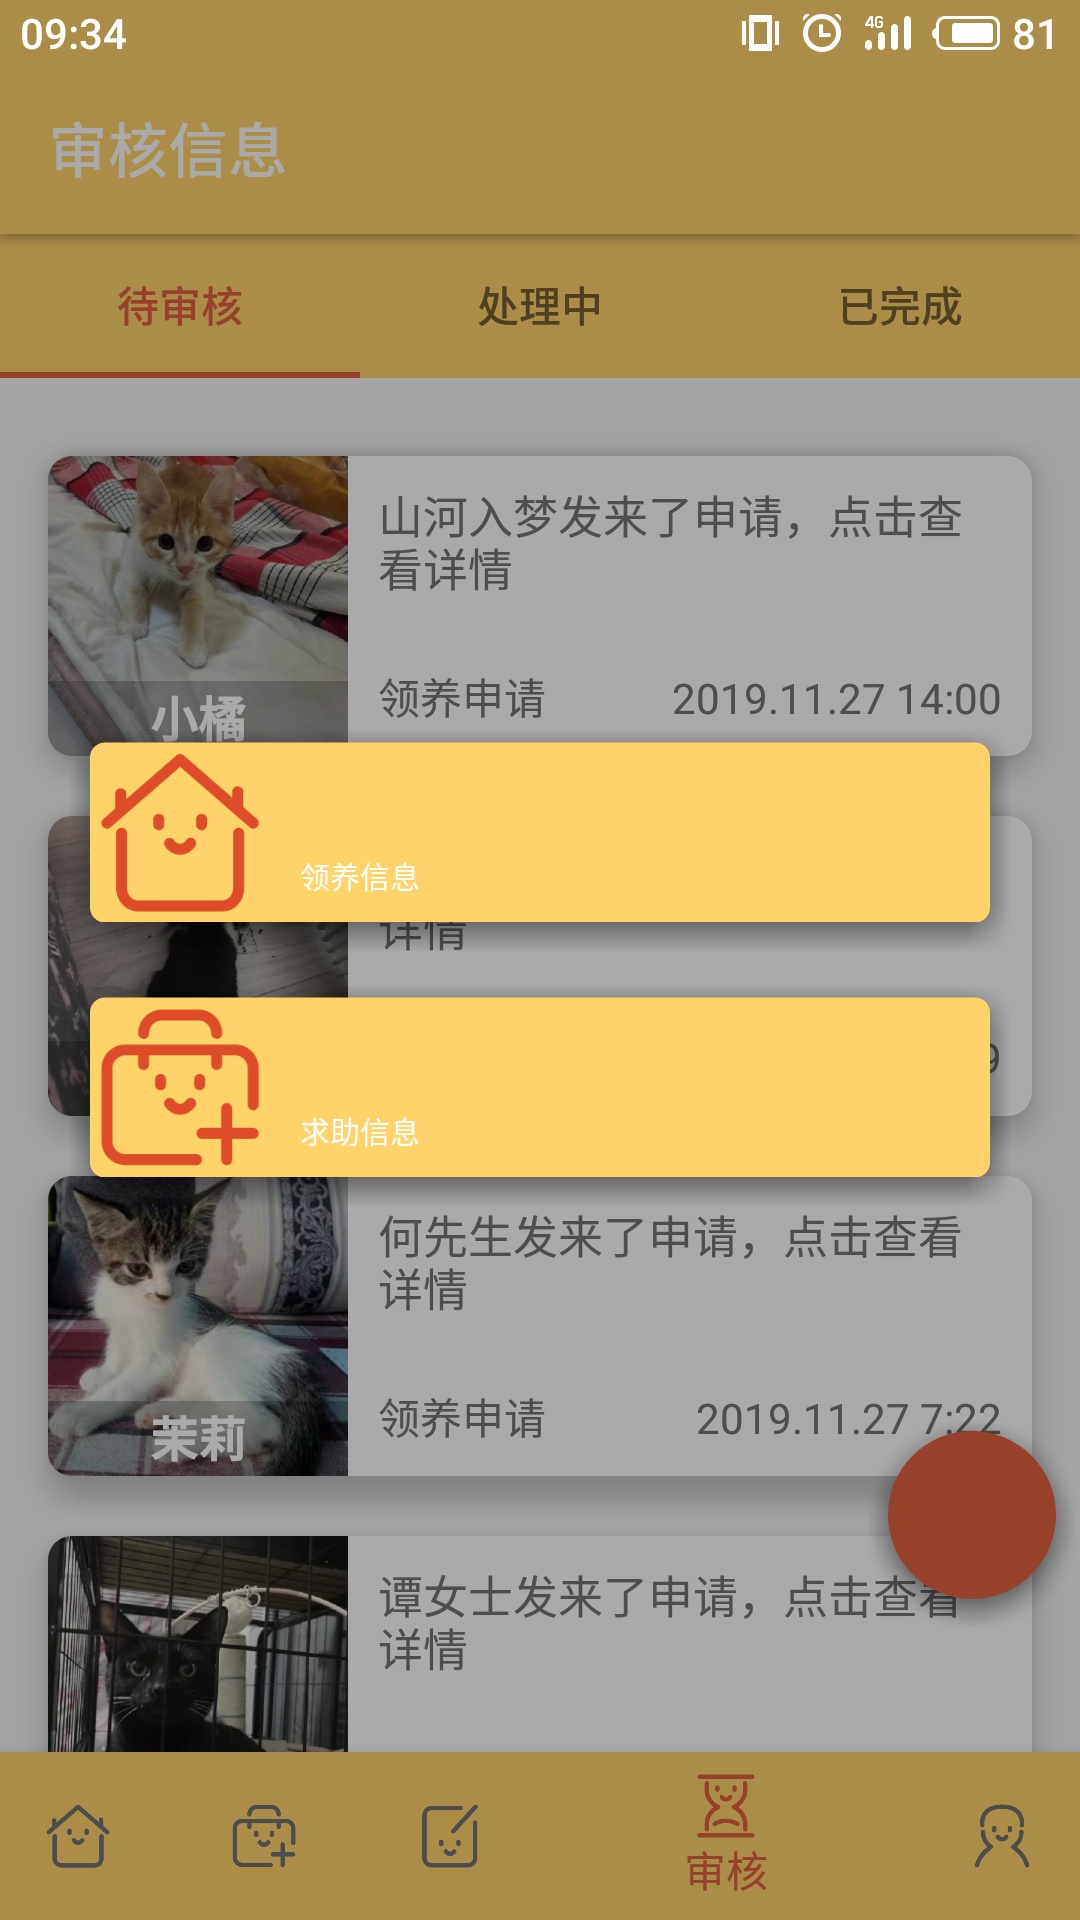 09:34
4G
81
审核信息
待审核
处理中
已完成
山河入梦发来了申请，点击查
看详情
小橘
领养申请
2019.11.27 14:00
领养信息
详情
求助信息
9
何先生发来了申请，点击查看
详情
茉莉
领养申请
2019.11.27 7:22
谭女士发来了申请，点击查看
详情
审核